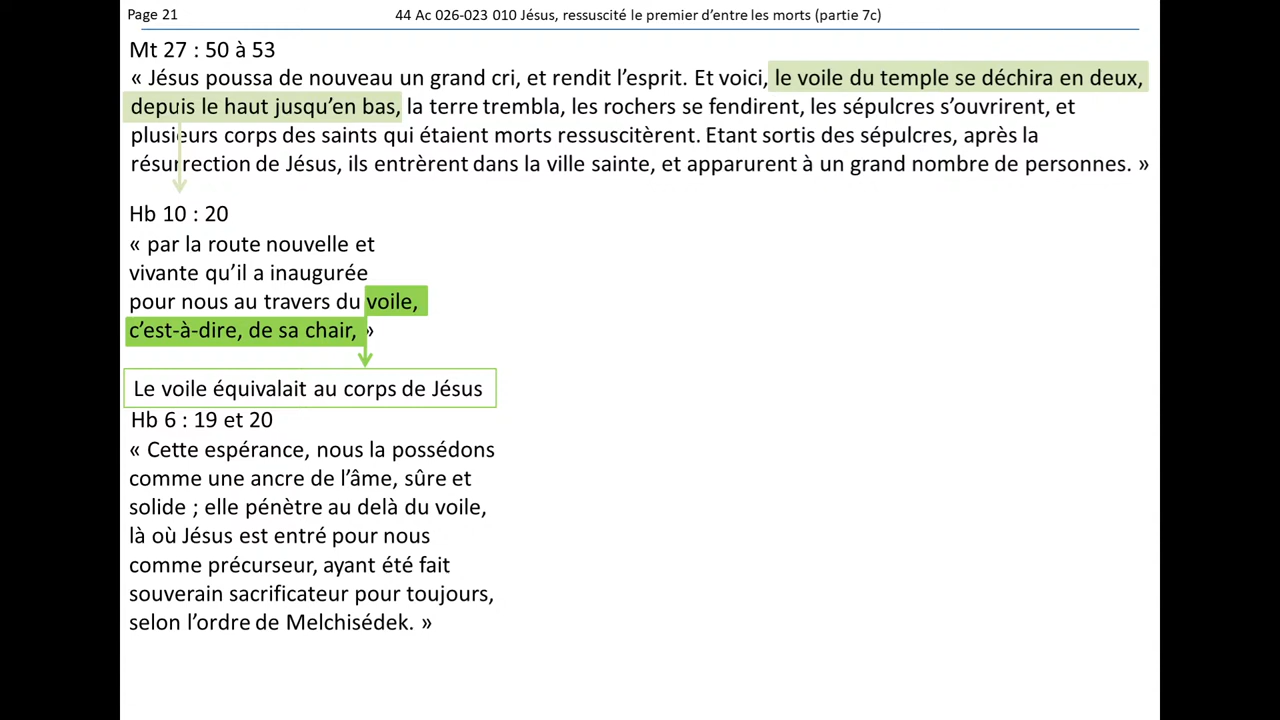 Page 21
44 Ac 026-023 010 Jésus, ressuscité le premier d’entre les morts (partie 7c)
Mt 27 : 50 à 53
« Jésus poussa de nouveau un grand cri, et rendit l’esprit. Et voici, le voile du temple se déchira en deux,
depuis le haut jusqu’en bas, la terre trembla, les rochers se fendirent, les sépulcres s’ouvrirent, et
plusieurs corps des saints qui étaient morts ressuscitèrent. Etant sortis des sépulcres, après la
résurrection de Jésus, ils entrèrent dans la ville sainte, et apparurent à un grand nombre de personnes. »
Hb 10 : 20
« par la route nouvelle et
vivante qu’il a inaugurée
pour nous au travers du voile,
c’est-à-dire, de sa chair, »
Le voile équivalait au corps de Jésus
Hb 6 : 19 et 20
« Cette espérance, nous la possédons
comme une ancre de l’âme, sûre et
solide ; elle pénètre au delà du voile,
là où Jésus est entré pour nous
comme précurseur, ayant été fait
souverain sacrificateur pour toujours,
selon l’ordre de Melchisédek. »